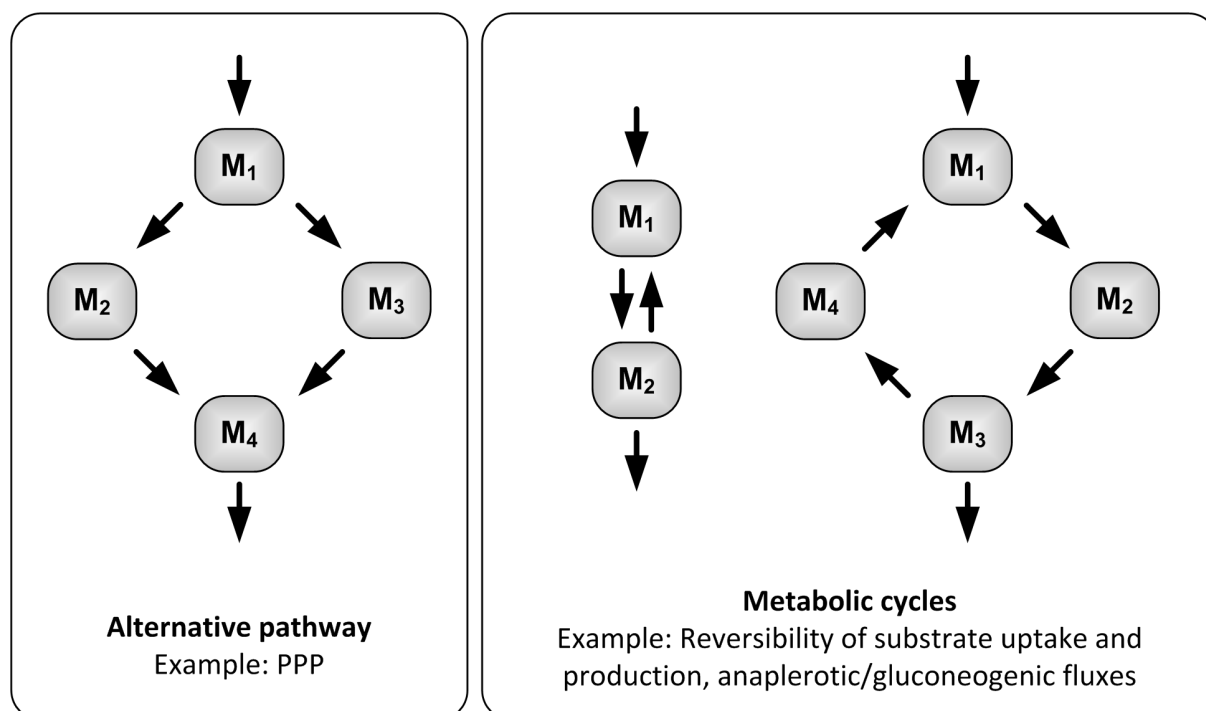 M₁
M₂
M₃
M₄
Alternative pathway
Example: PPP
M₁
M₂
M₁
M₄
M₂
M₃
Metabolic cycles
Example: Reversibility of substrate uptake and
production, anaplerotic/gluconeogenic fluxes